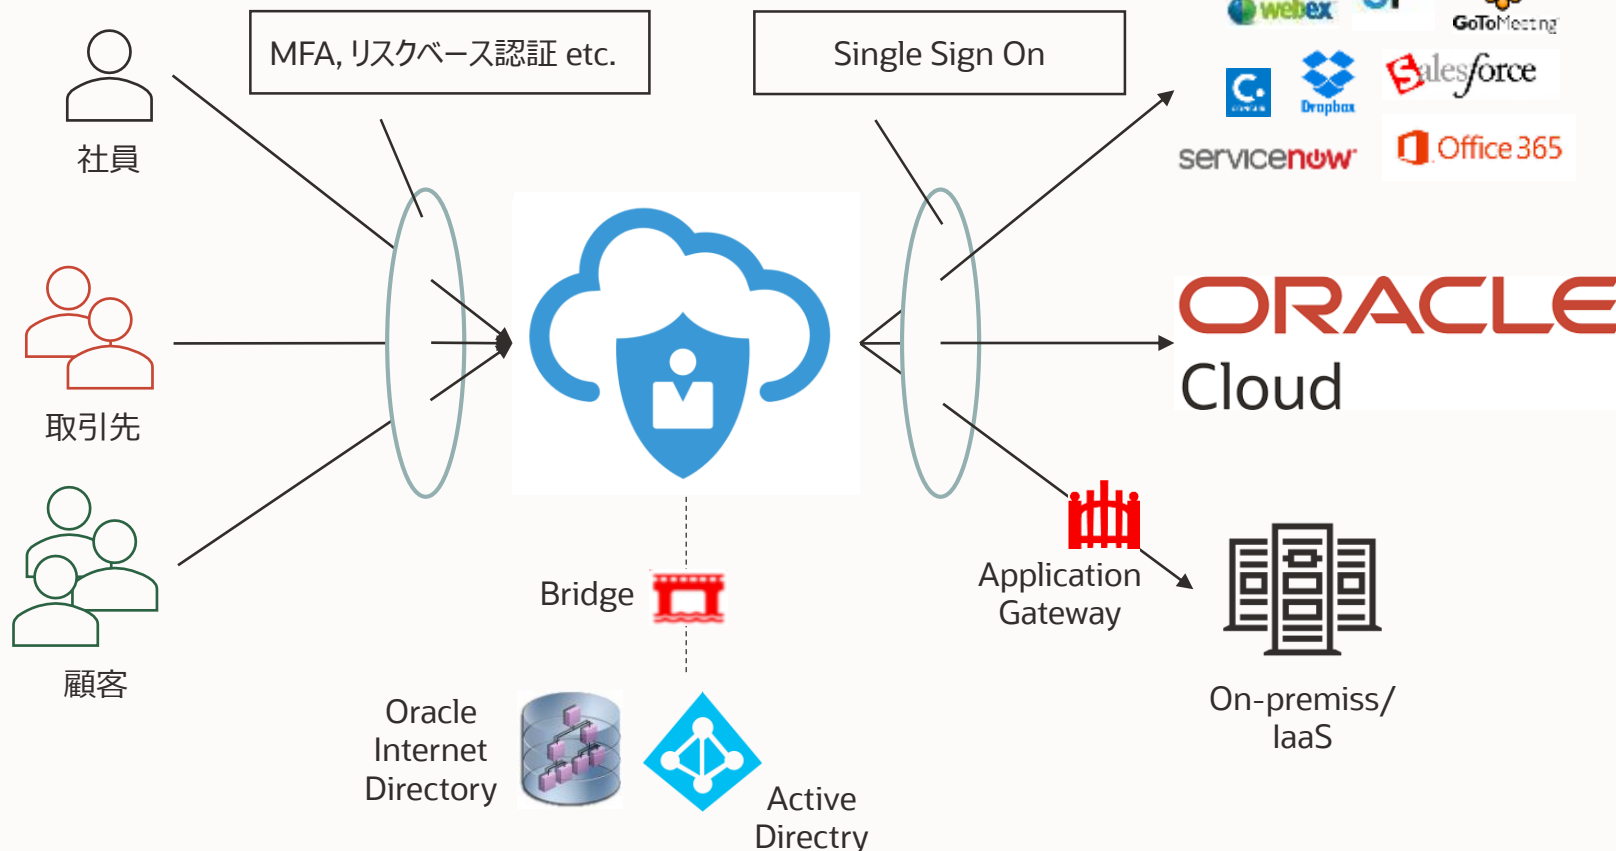 MFA, リスクベース認証 etc.
Single Sign On
webex
GoToMeeting
社員
Dropbox
salesforce
servicenow
Office 365
ORACLE
Cloud
取引先
顧客
Bridge
Application
Gateway
Oracle
Internet
Directory
Active
Directry
On-premiss/
IaaS